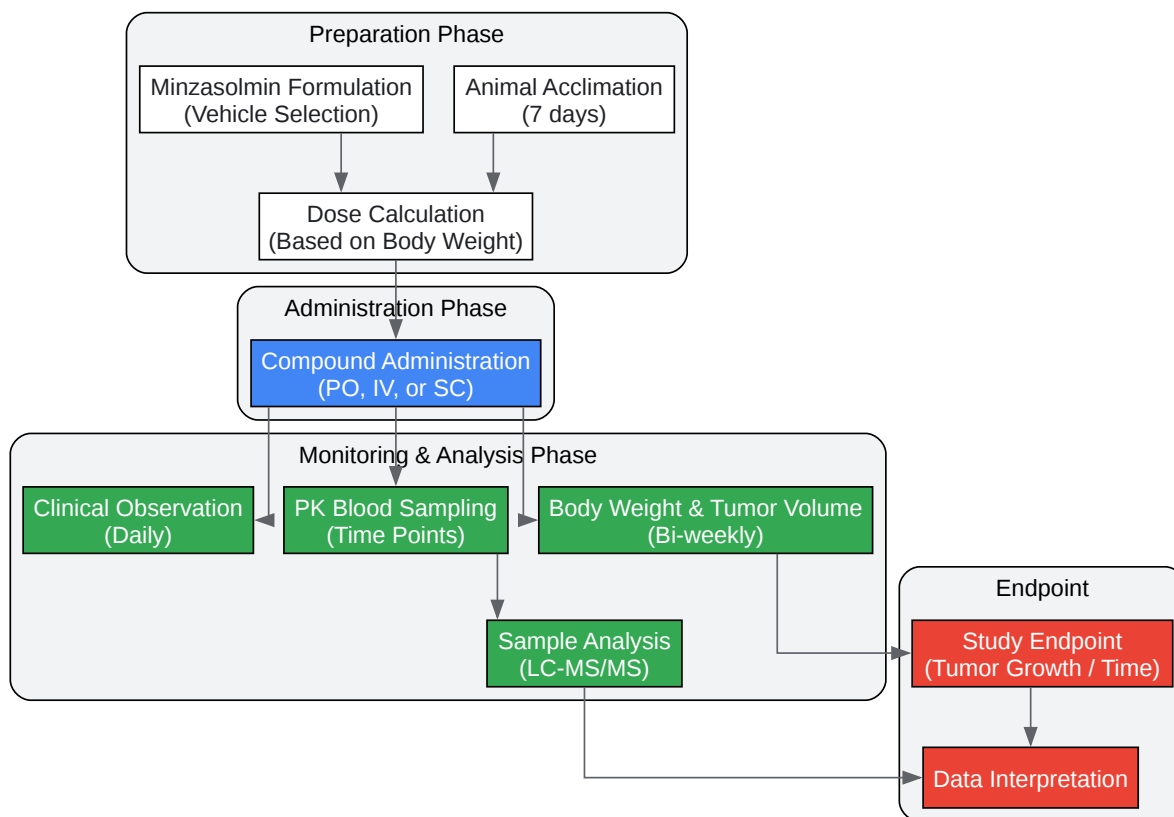 Preparation Phase
Minzasolmin Formulation
(Vehicle Selection)
Animal Acclimation
(7 days)
Dose Calculation
(Based on Body Weight)
Administration Phase
Compound Administration
(PO, IV, or SC)
Monitoring & Analysis Phase
Clinical Observation
(Daily)
PK Blood Sampling
(Time Points)
Body Weight & Tumor Volume
(Bi-weekly)
Sample Analysis
(LC-MS/MS)
Endpoint
Study Endpoint
(Tumor Growth / Time)
Data Interpretation